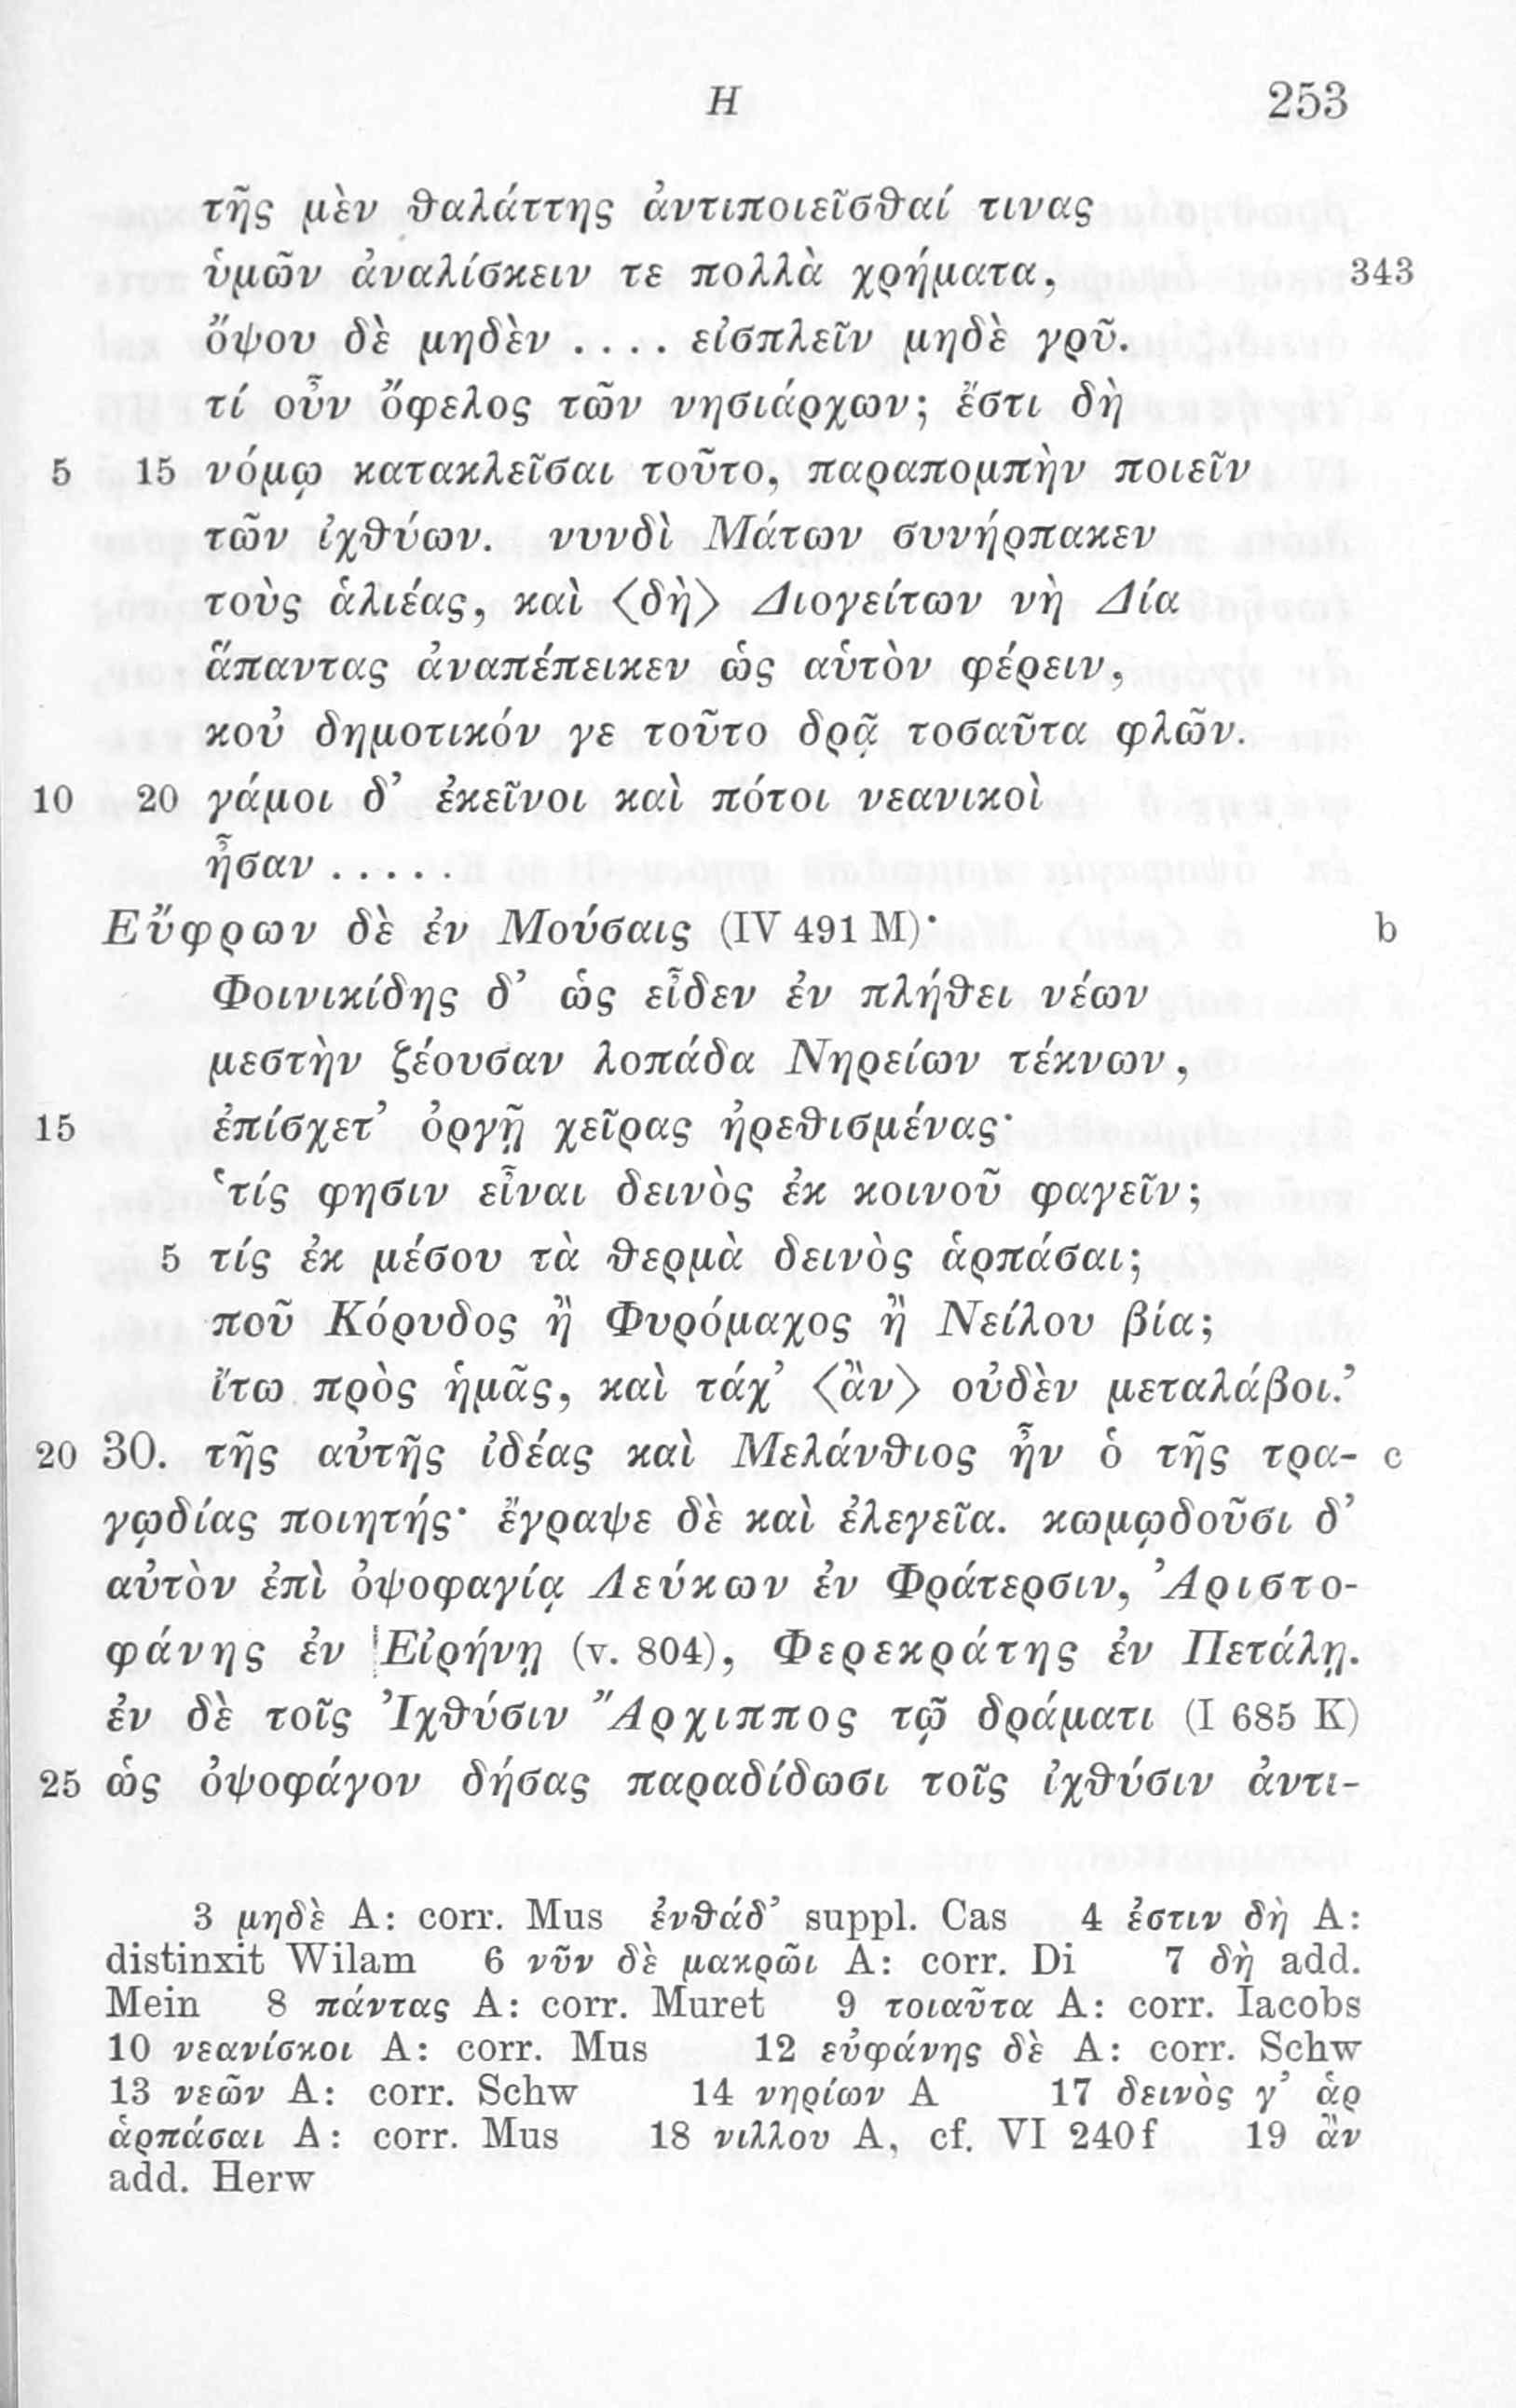 H 253
τῆς μὲν θαλάττης ἀντιποιεῖσθαί τινας
ὑμῶν ἀναλίσκειν τε πολλὰ χρήματα, 343
ὄψου δὲ μηδὲν . . . . εἰσπλεῖν μηδὲ γρῦ.
τί οὖν ὄφελος τῶν νησιάρχων; ἔστι δὴ
5 15 νόμῳ κατακλεῖσαι τοῦτο, παραπομπὴν ποιεῖν
τῶν ἰχθύων. νυνδὶ Μάτων συνήρπακεν
τοὺς ἁλιέας, καὶ ⟨δὴ⟩ Διογείτων νὴ Δία
ἅπαντας ἀναπέπεικεν ὡς αὑτὸν φέρειν,
κοὐ δημοτικόν γε τοῦτο δρᾷ τοσαῦτα φλῶν.
10 20 γάμοι δ’ ἐκεῖνοι καὶ πότοι νεανικοὶ
ἦσαν . . . . .
Εὔφρων δὲ ἐν Μούσαις (IV 491 M)· b
Φοινικίδης δ’ ὡς εἶδεν ἐν πλήθει νέων
μεστὴν ζέουσαν λοπάδα Νηρείων τέκνων,
15 ἐπίσχετ’ ὀργῇ χεῖρας ἠρεθισμένας·
‘τίς φησιν εἶναι δεινὸς ἐκ κοινοῦ φαγεῖν;
5 τίς ἐκ μέσου τὰ θερμὰ δεινὸς ἁρπάσαι;
ποῦ Κόρυδος ἢ Φυρόμαχος ἢ Νείλου βία;
ἴτω πρὸς ἡμᾶς, καὶ τάχ’ ⟨ἂν⟩ οὐδὲν μεταλάβοι.’
20 30. τῆς αὐτῆς ἰδέας καὶ Μελάνθιος ἦν ὁ τῆς τρα- c
γῳδίας ποιητής· ἔγραψε δὲ καὶ ἐλεγεῖα. κωμῳδοῦσι δ’
αὐτὸν ἐπὶ ὀψοφαγίᾳ Λεύκων ἐν Φράτερσιν, Ἀριστο-
φάνης ἐν Εἰρήνῃ (v. 804), Φερεκράτης ἐν Πετάλῃ.
ἐν δὲ τοῖς Ἰχθύσιν Ἄρχιππος τῷ δράματι (I 685 K)
25 ὡς ὀψοφάγον δήσας παραδίδωσι τοῖς ἰχθύσιν ἀντι-
3 μηδὲ A: corr. Mus ἐνθάδ’ suppl. Cas 4 ἐστιν δὴ A:
distinxit Wilam 6 νῦν δὲ μακρῶι A: corr. Di 7 δὴ add.
Mein 8 πάντας A: corr. Muret 9 τοιαῦτα A: corr. Iacobs
10 νεανίσκοι A: corr. Mus 12 εὐφάνης δὲ A: corr. Schw
13 νεῶν A: corr. Schw 14 νηρίων A 17 δεινὸς γ’ ἁρ
ἁρπάσαι A: corr. Mus 18 νιλλου A, cf. VI 240 f 19 ἂν
add. Herw